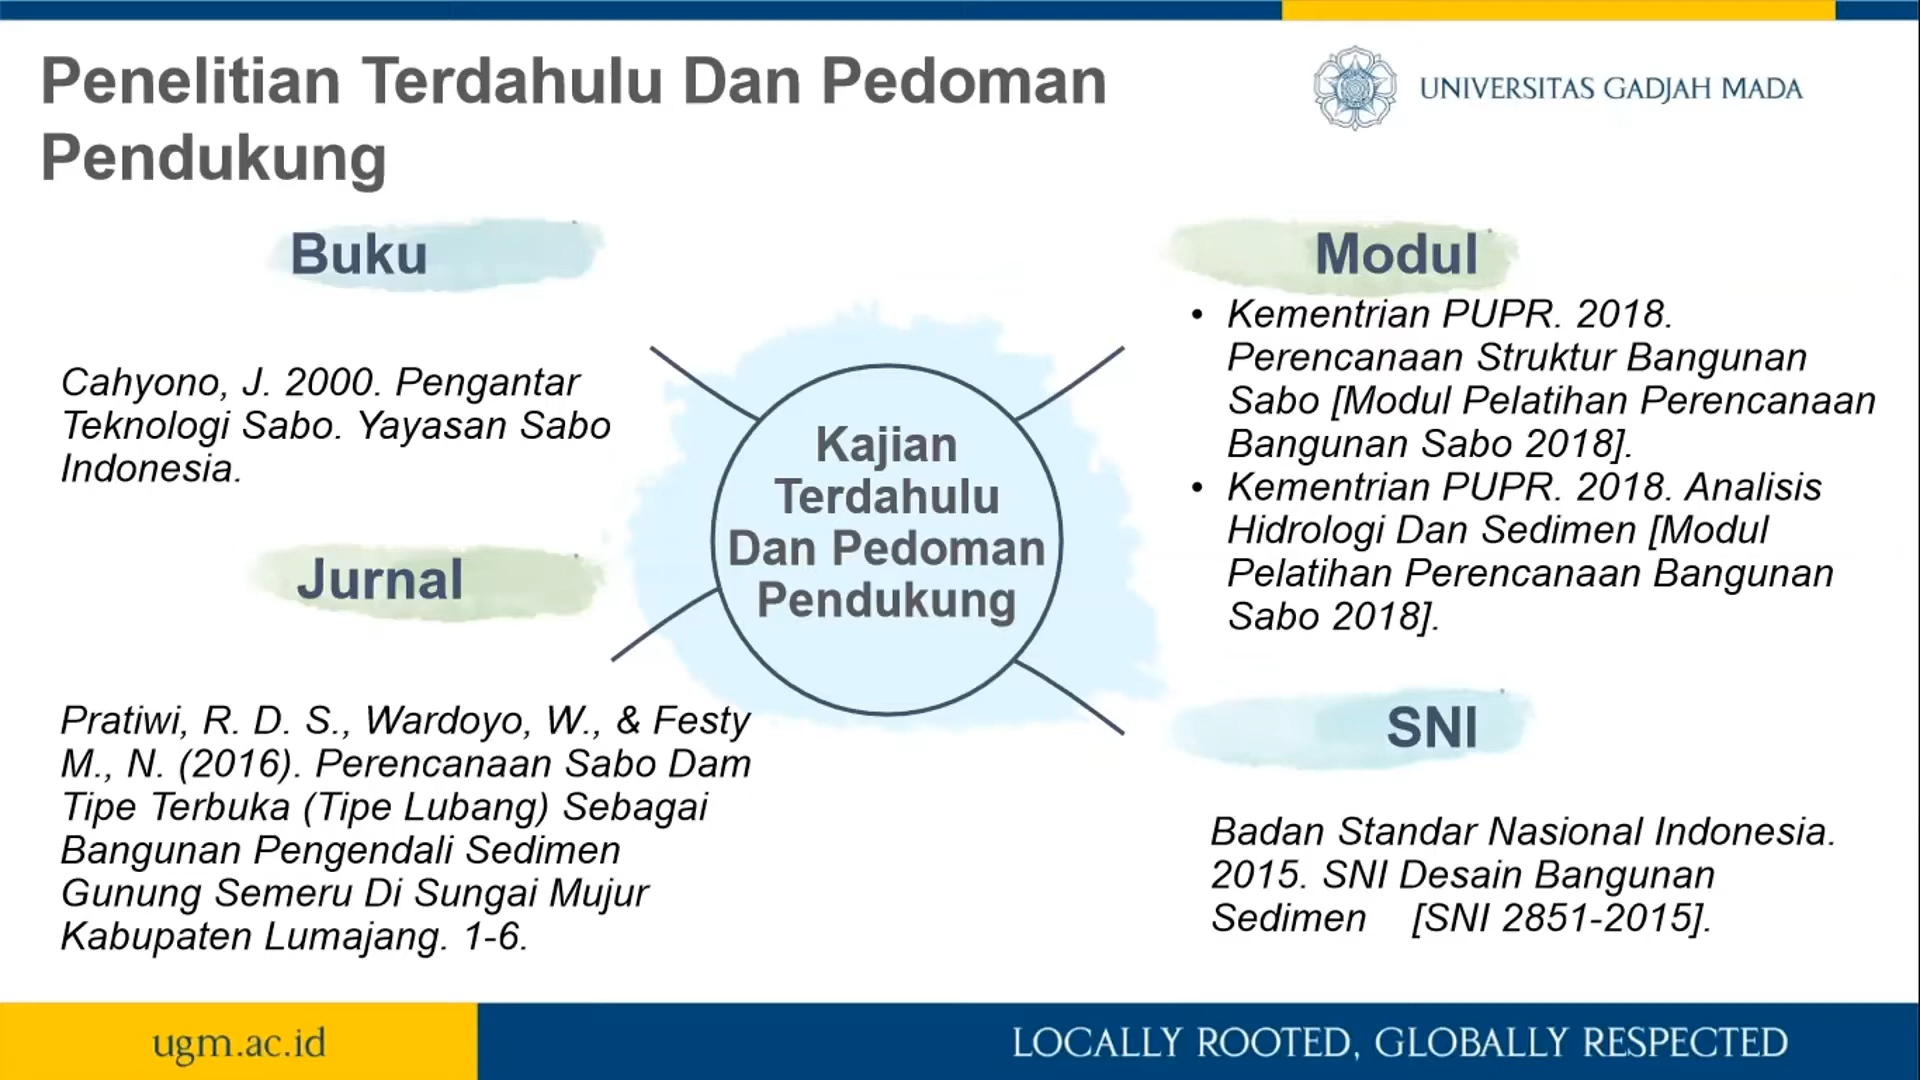 Penelitian Terdahulu Dan Pedoman
Pendukung
UNIVERSITAS GADJAH MADA
Buku
Cahyono, J. 2000. Pengantar
Teknologi Sabo. Yayasan Sabo
Indonesia.
Jurnal
Pratiwi, R. D. S., Wardoyo, W., & Festy
M., N. (2016). Perencanaan Sabo Dam
Tipe Terbuka (Tipe Lubang) Sebagai
Bangunan Pengendali Sedimen
Gunung Semeru Di Sungai Mujur
Kabupaten Lumajang. 1-6.
Kajian
Terdahulu
Dan Pedoman
Pendukung
Modul
• Kementrian PUPR. 2018.
Perencanaan Struktur Bangunan
Sabo [Modul Pelatihan Perencanaan
Bangunan Sabo 2018].
• Kementrian PUPR. 2018. Analisis
Hidrologi Dan Sedimen [Modul
Pelatihan Perencanaan Bangunan
Sabo 2018].
SNI
Badan Standar Nasional Indonesia.
2015. SNI Desain Bangunan
Sedimen [SNI 2851-2015].
ugm.ac.id
LOCALLY ROOTED, GLOBALLY RESPECTED